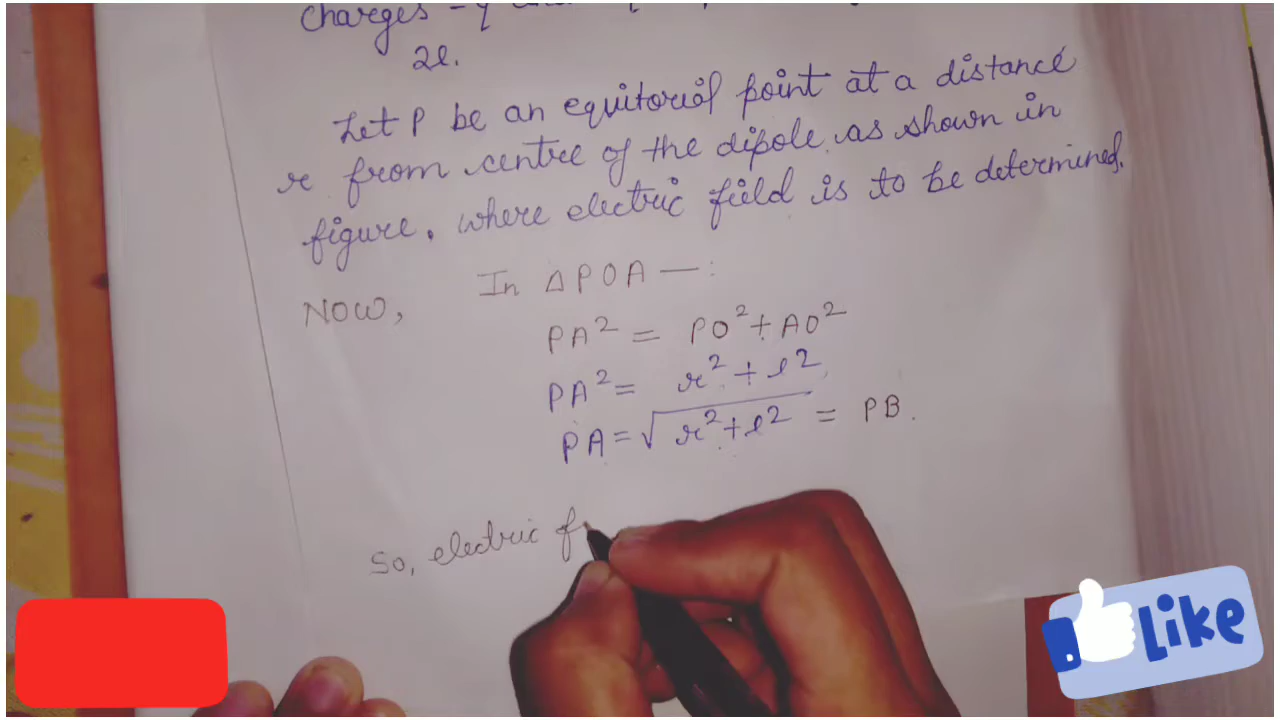 charges -q
2l.
Let P be an equitorial point at a distance
r from centre of the dipole as shown in
figure, where electric field is to be determined.
NOW, In △POA —:
PA² = PO² + AO²
PA² = r² + l²
PA = √r² + l² = PB.
So, electric f
Like